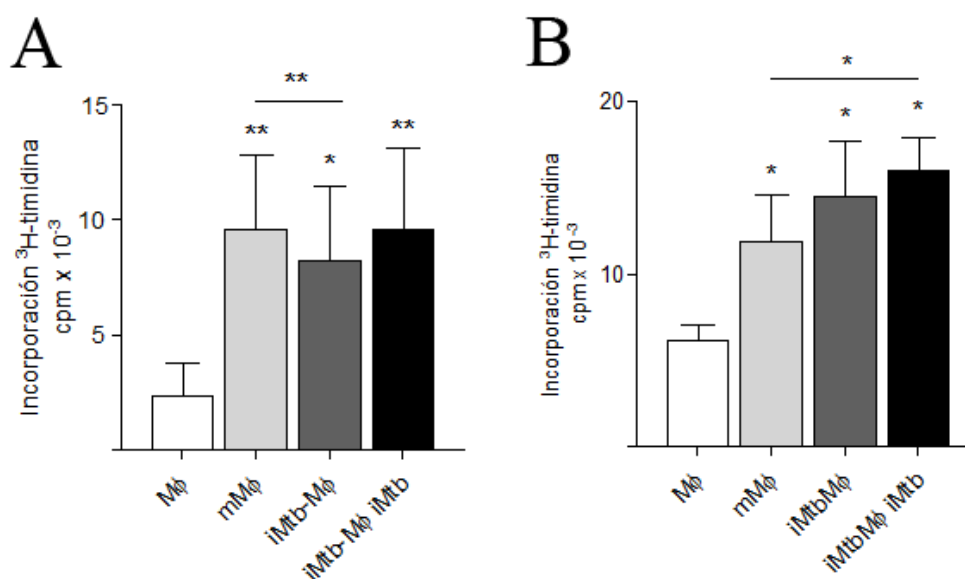 A
Incorporación ³H-timidina
cpm x 10⁻³
15
10
5
**
**
*
**
Mϕ
mMϕ
iMtb-Mϕ
iMtb-Mϕ iMtb
B
Incorporación ³H-timidina
cpm x 10⁻³
20
10
*
*
*
*
Mϕ
mMϕ
iMtbMϕ
iMtbMϕ iMtb